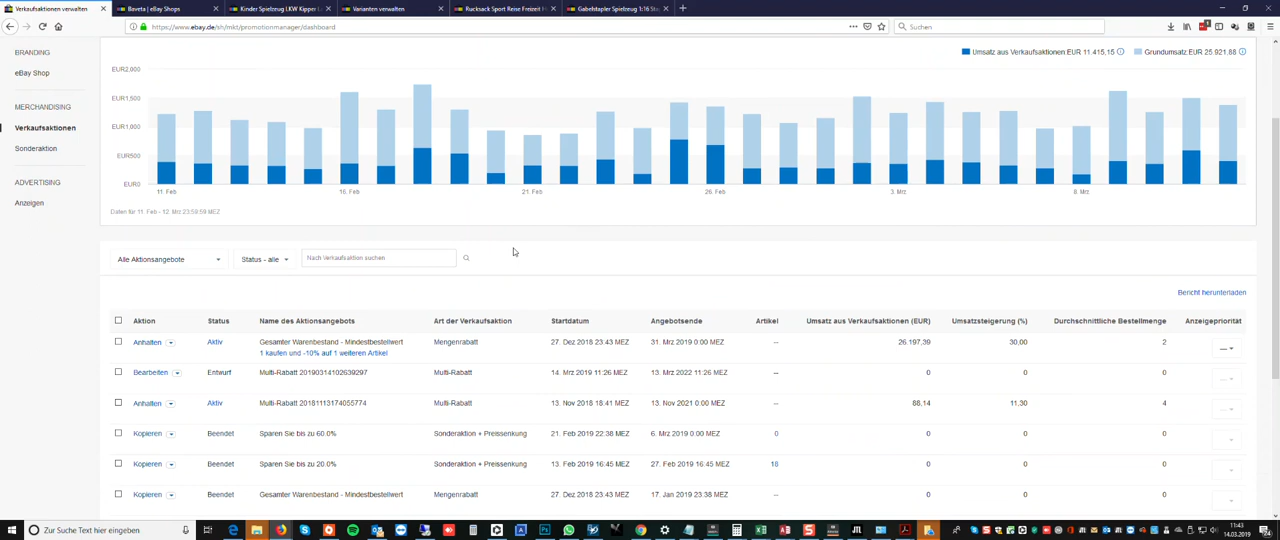 Verkaufsaktionen verwalten
Baveta | eBay Shops
Kinder Spielzeug LKW Kipper L
Varianten verwalten
Rucksack Sport Reise Freizeit H
Gabelstapler Spielzeug 1:16 St
https://www.ebay.de/sh/mkt/promotionmanager/dashboard
Suchen
BRANDING
eBay Shop
MERCHANDISING
Verkaufsaktionen
Sonderaktion
ADVERTISING
Anzeigen
Umsatz aus Verkaufsaktionen:EUR 11.415,15
Grundumsatz:EUR 25.921,88
EUR2,000
EUR1,500
EUR1,000
EUR500
EUR0
11. Feb 16. Feb 21. Feb 26. Feb 3. Mrz 8. Mrz
Daten für 11. Feb - 12. Mrz 23:59:59 MEZ
Alle Aktionsangebote
Status - alle
Nach Verkaufsaktion suchen
Bericht herunterladen
Aktion Status Name des Aktionsangebots Art der Verkaufsaktion Startdatum Angebotsende Artikel Umsatz aus Verkaufsaktionen (EUR) Umsatzsteigerung (%) Durchschnittliche Bestellmenge Anzeigepriorität
Anhalten Aktiv Gesamter Warenbestand - Mindestbestellwert Mengenrabatt 27. Dez 2018 23:43 MEZ 31. Mrz 2019 0:00 MEZ -- 26.197,39 30,00 2 --
1 kaufen und -10% auf 1 weiteren Artikel
Bearbeiten Entwurf Multi-Rabatt 20190314102639297 Multi-Rabatt 14. Mrz 2019 11:26 MEZ 13. Mrz 2022 11:26 MEZ -- 0 0 0
Anhalten Aktiv Multi-Rabatt 20181113174055774 Multi-Rabatt 13. Nov 2018 18:41 MEZ 13. Nov 2021 0:00 MEZ -- 88,14 11,30 4
Kopieren Beendet Sparen Sie bis zu 60.0% Sonderaktion + Preissenkung 21. Feb 2019 22:38 MEZ 6. Mrz 2019 0:00 MEZ 0 0 0 0
Kopieren Beendet Sparen Sie bis zu 20.0% Sonderaktion + Preissenkung 13. Feb 2019 16:45 MEZ 27. Feb 2019 16:45 MEZ 18 0 0 0
Kopieren Beendet Gesamter Warenbestand - Mindestbestellwert Mengenrabatt 27. Dez 2018 23:43 MEZ 17. Jan 2019 23:38 MEZ -- 0 0 0
Zur Suche Text hier eingeben
11:43
14.03.2019
24